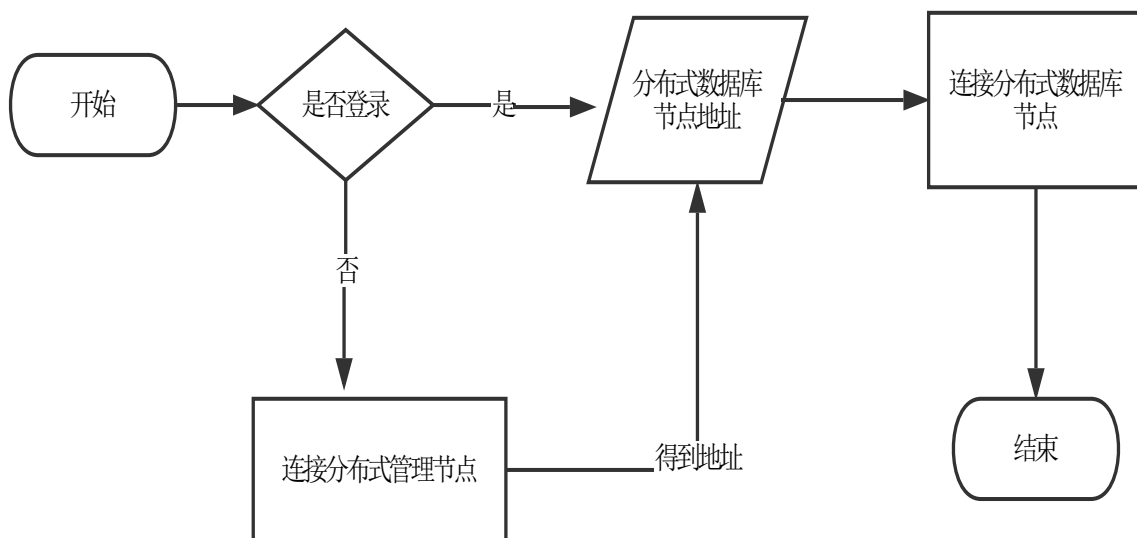 开始
是否登录
是
分布式数据库
节点地址
连接分布式数据库
节点
否
得到地址
连接分布式管理节点
结束